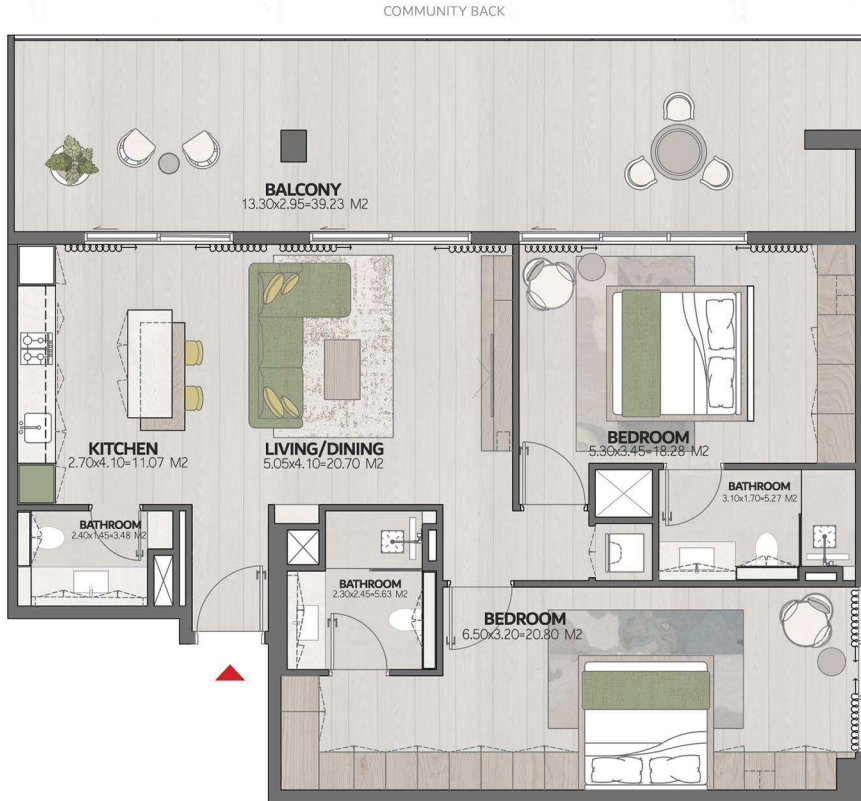 COMMUNITY BACK
BALCONY
13.30x2.95=39.23 M2
KITCHEN
2.70x4.10=11.07 M2
LIVING/DINING
5.05x4.10=20.70 M2
BEDROOM
5.30x3.45=18.28 M2
BATHROOM
3.10x1.70=5.27 M2
BATHROOM
2.40x1.45=3.48 M2
BATHROOM
2.30x2.45=5.63 M2
BEDROOM
6.50x3.20=20.80 M2